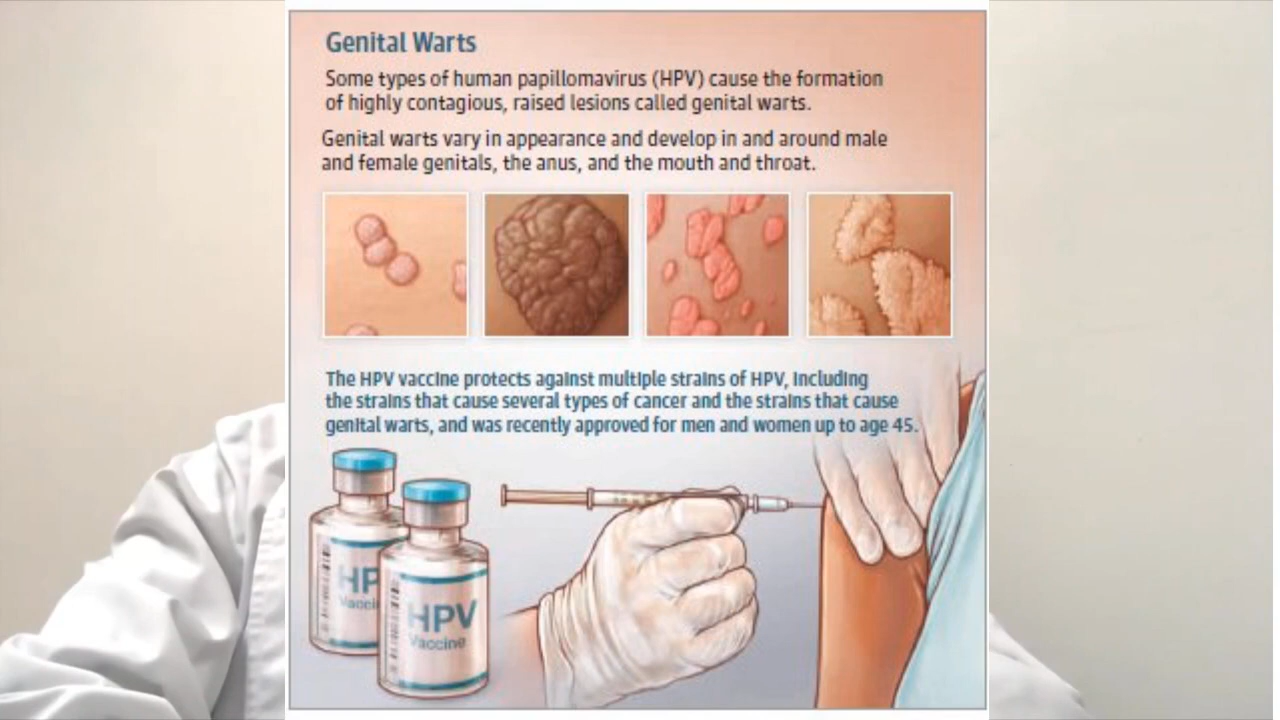 Genital Warts
Some types of human papillomavirus (HPV) cause the formation
of highly contagious, raised lesions called genital warts.
Genital warts vary in appearance and develop in and around male
and female genitals, the anus, and the mouth and throat.
The HPV vaccine protects against multiple strains of HPV, including
the strains that cause several types of cancer and the strains that cause
genital warts, and was recently approved for men and women up to age 45.
HP
Vacci
HPV
Vaccine